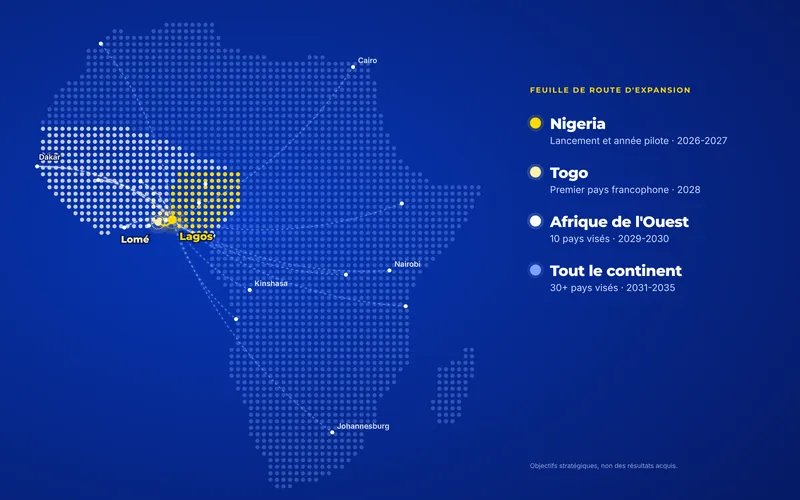 Cairo
Dakar
Lomé
Lagos
Nairobi
Kinshasa
Johannesburg
FEUILLE DE ROUTE D'EXPANSION
Nigeria
Lancement et année pilote · 2026-2027
Togo
Premier pays francophone · 2028
Afrique de l'Ouest
10 pays visés · 2029-2030
Tout le continent
30+ pays visés · 2031-2035
Objectifs stratégiques, non des résultats acquis.